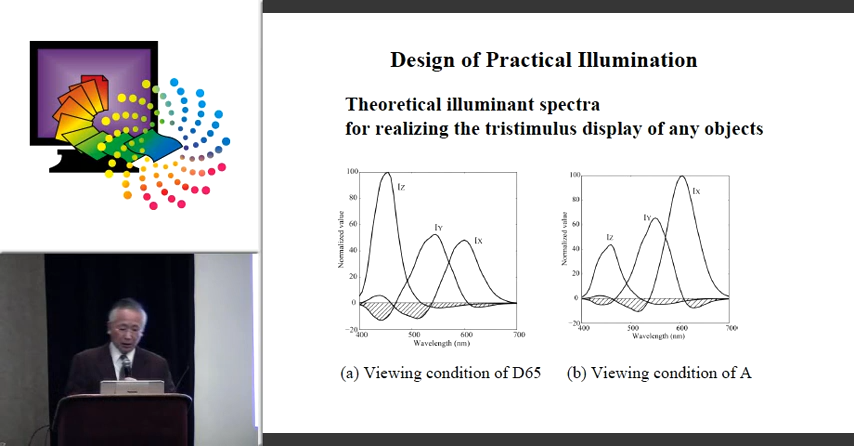 Design of Practical Illumination
Theoretical illuminant spectra
for realizing the tristimulus display of any objects
100
80
60
40
20
0
−20
400
500
600
700
Normalized value
Wavelength (nm)
IZ
IY
IX
100
80
60
40
20
0
−20
400
500
600
700
Normalized value
Wavelength (nm)
IZ
IY
IX
(a) Viewing condition of D65
(b) Viewing condition of A